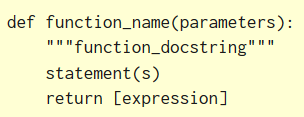 def function_name(parameters):
    """function_docstring"""
    statement(s)
    return [expression]